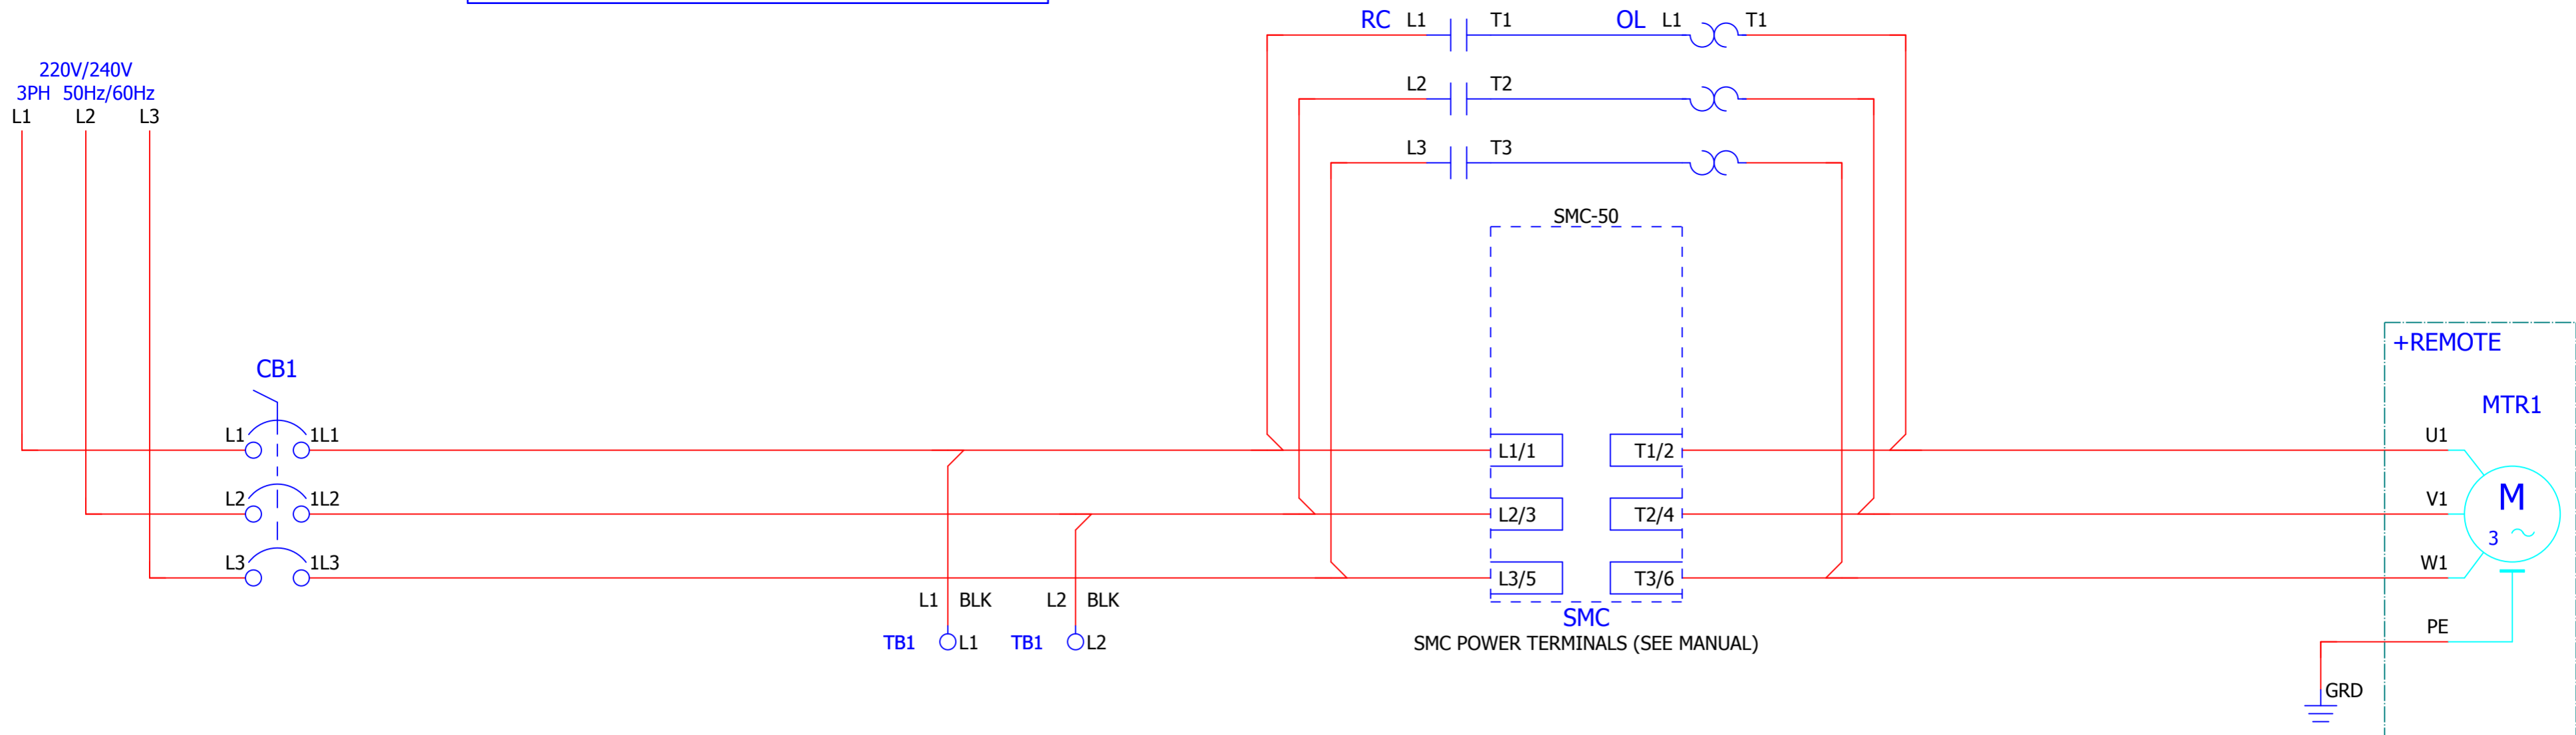 RC L1 T1 OL L1 T1
220V/240V
3PH 50Hz/60Hz
L1 L2 L3
L2 T2
L3 T3
SMC-50
+REMOTE
CB1
MTR1
L1 1L1
L1/1 T1/2
U1
L2 1L2
L2/3 T2/4
V1
M
3
L3 1L3
L3/5 T3/6
W1
L1 BLK L2 BLK
SMC
TB1 L1 TB1 L2
SMC POWER TERMINALS (SEE MANUAL)
PE
GRD